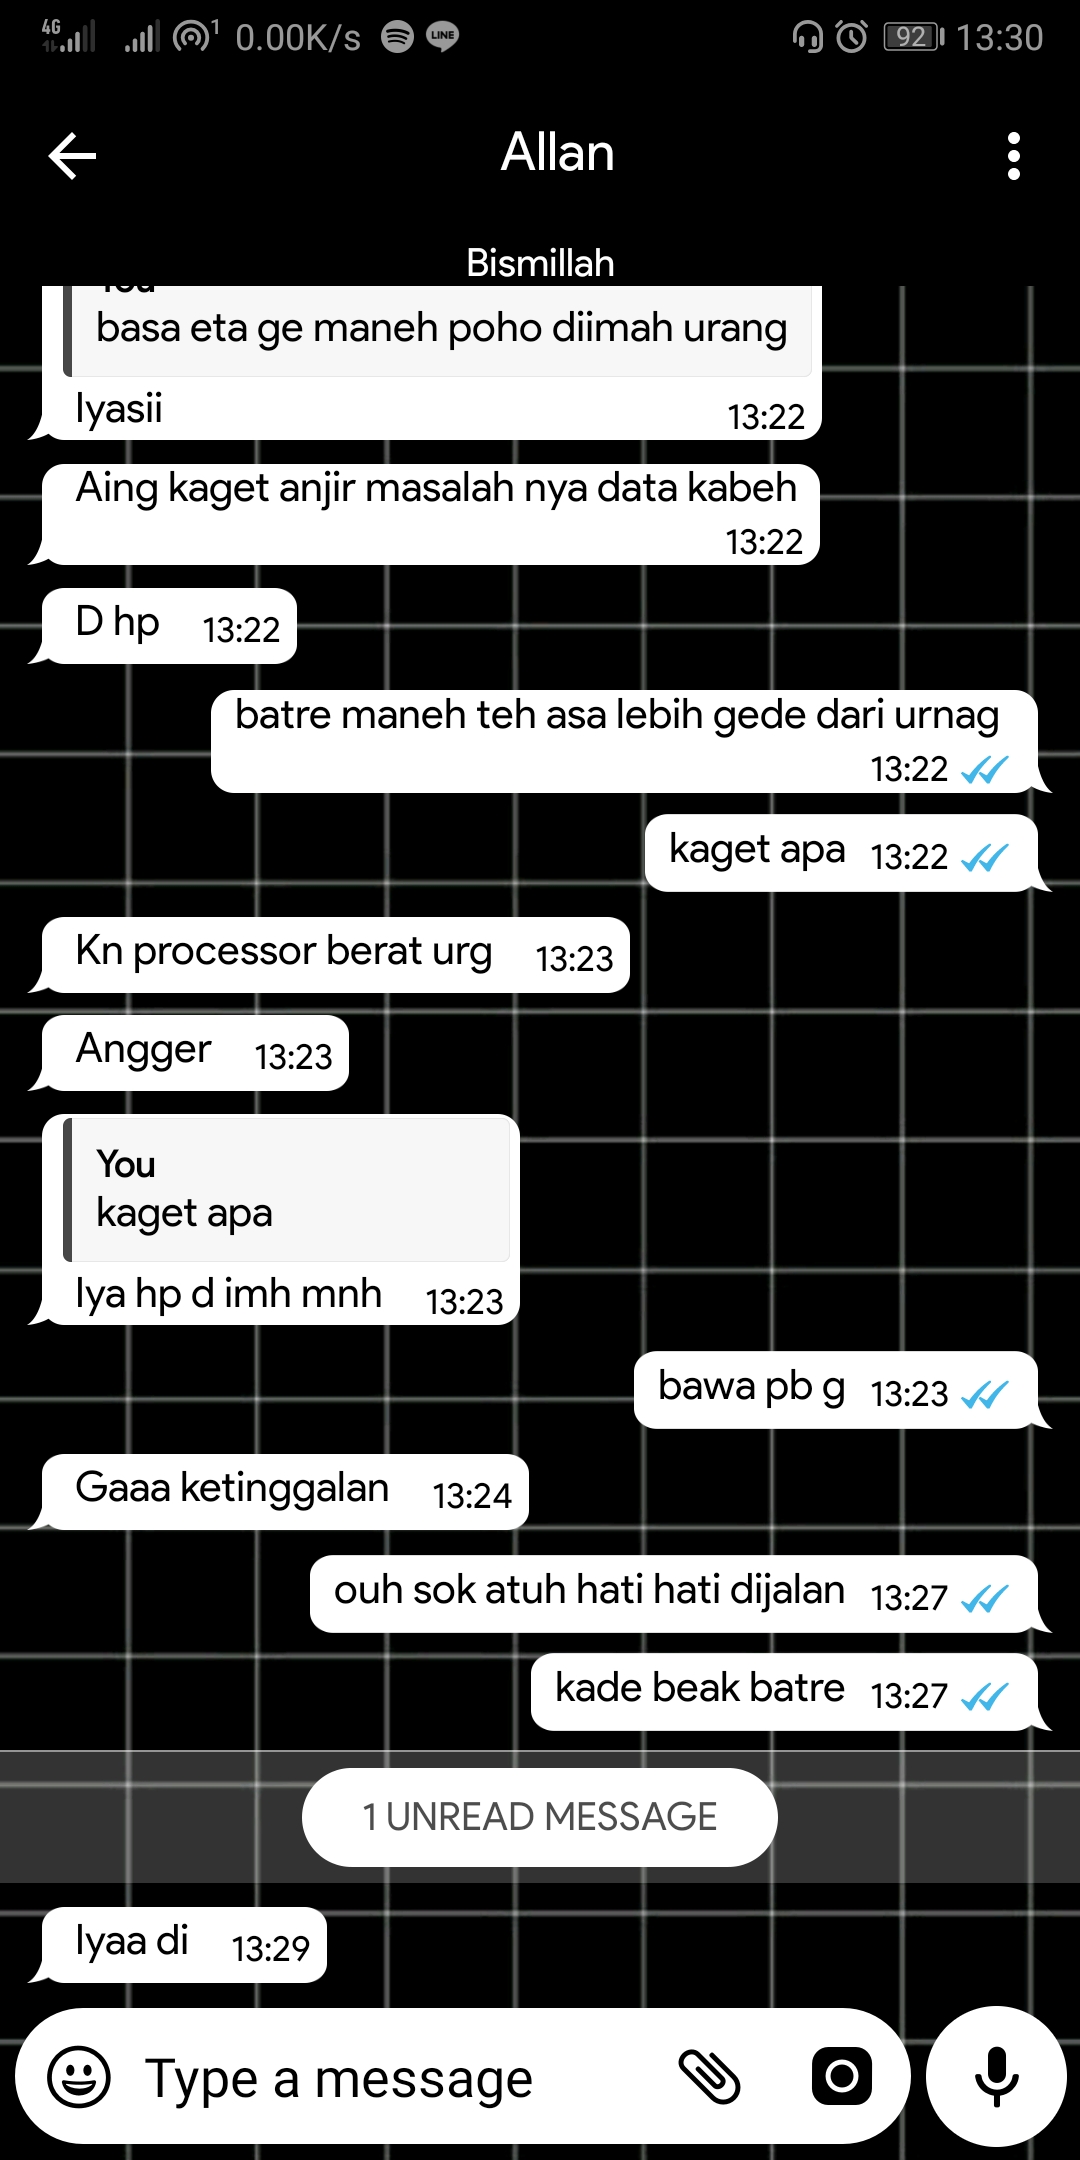 4G
1 0.00K/s LINE 92 13:30
Allan
Bismillah
You
basa eta ge maneh poho diimah urang
Iyasii 13:22
Aing kaget anjir masalah nya data kabeh
13:22
D hp 13:22
batre maneh teh asa lebih gede dari urnag
13:22
kaget apa 13:22
Kn processor berat urg 13:23
Angger 13:23
You
kaget apa
Iya hp d imh mnh 13:23
bawa pb g 13:23
Gaaa ketinggalan 13:24
ouh sok atuh hati hati dijalan 13:27
kade beak batre 13:27
1 UNREAD MESSAGE
Iyaa di 13:29
Type a message